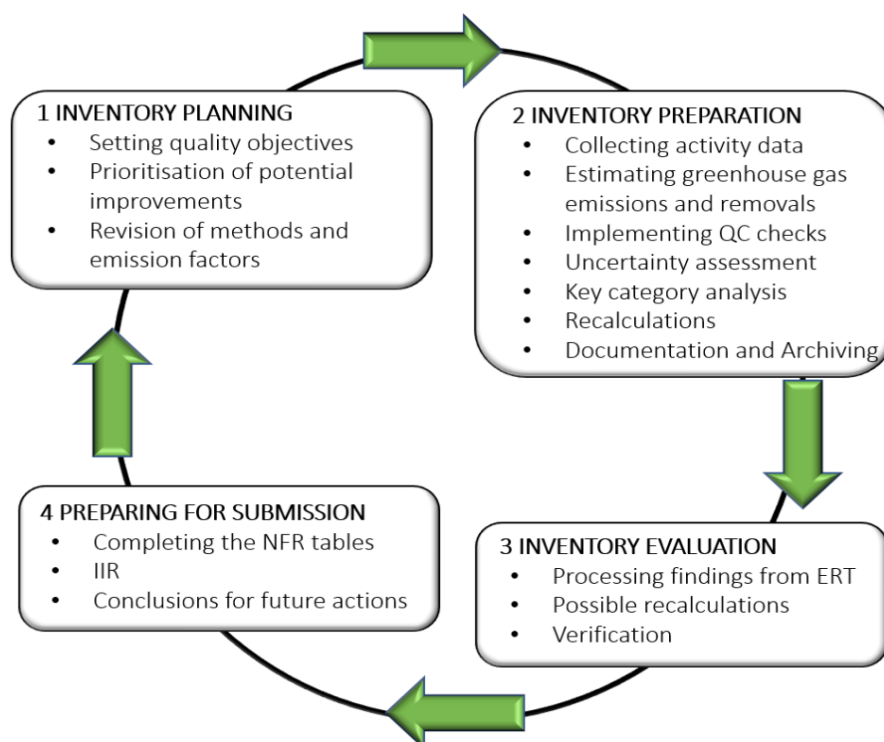 1 INVENTORY PLANNING
• Setting quality objectives
• Prioritisation of potential
improvements
• Revision of methods and
emission factors
2 INVENTORY PREPARATION
• Collecting activity data
• Estimating greenhouse gas
emissions and removals
• Implementing QC checks
• Uncertainty assessment
• Key category analysis
• Recalculations
• Documentation and Archiving
3 INVENTORY EVALUATION
• Processing findings from ERT
• Possible recalculations
• Verification
4 PREPARING FOR SUBMISSION
• Completing the NFR tables
• IIR
• Conclusions for future actions